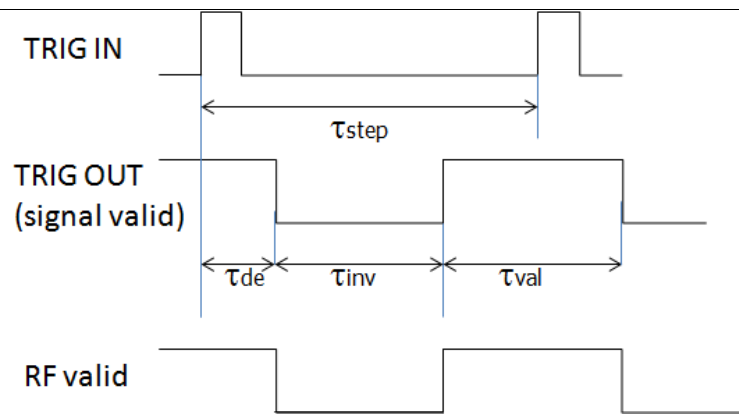 TRIG IN
τstep
TRIG OUT
(signal valid)
τde
τinv
τval
RF valid